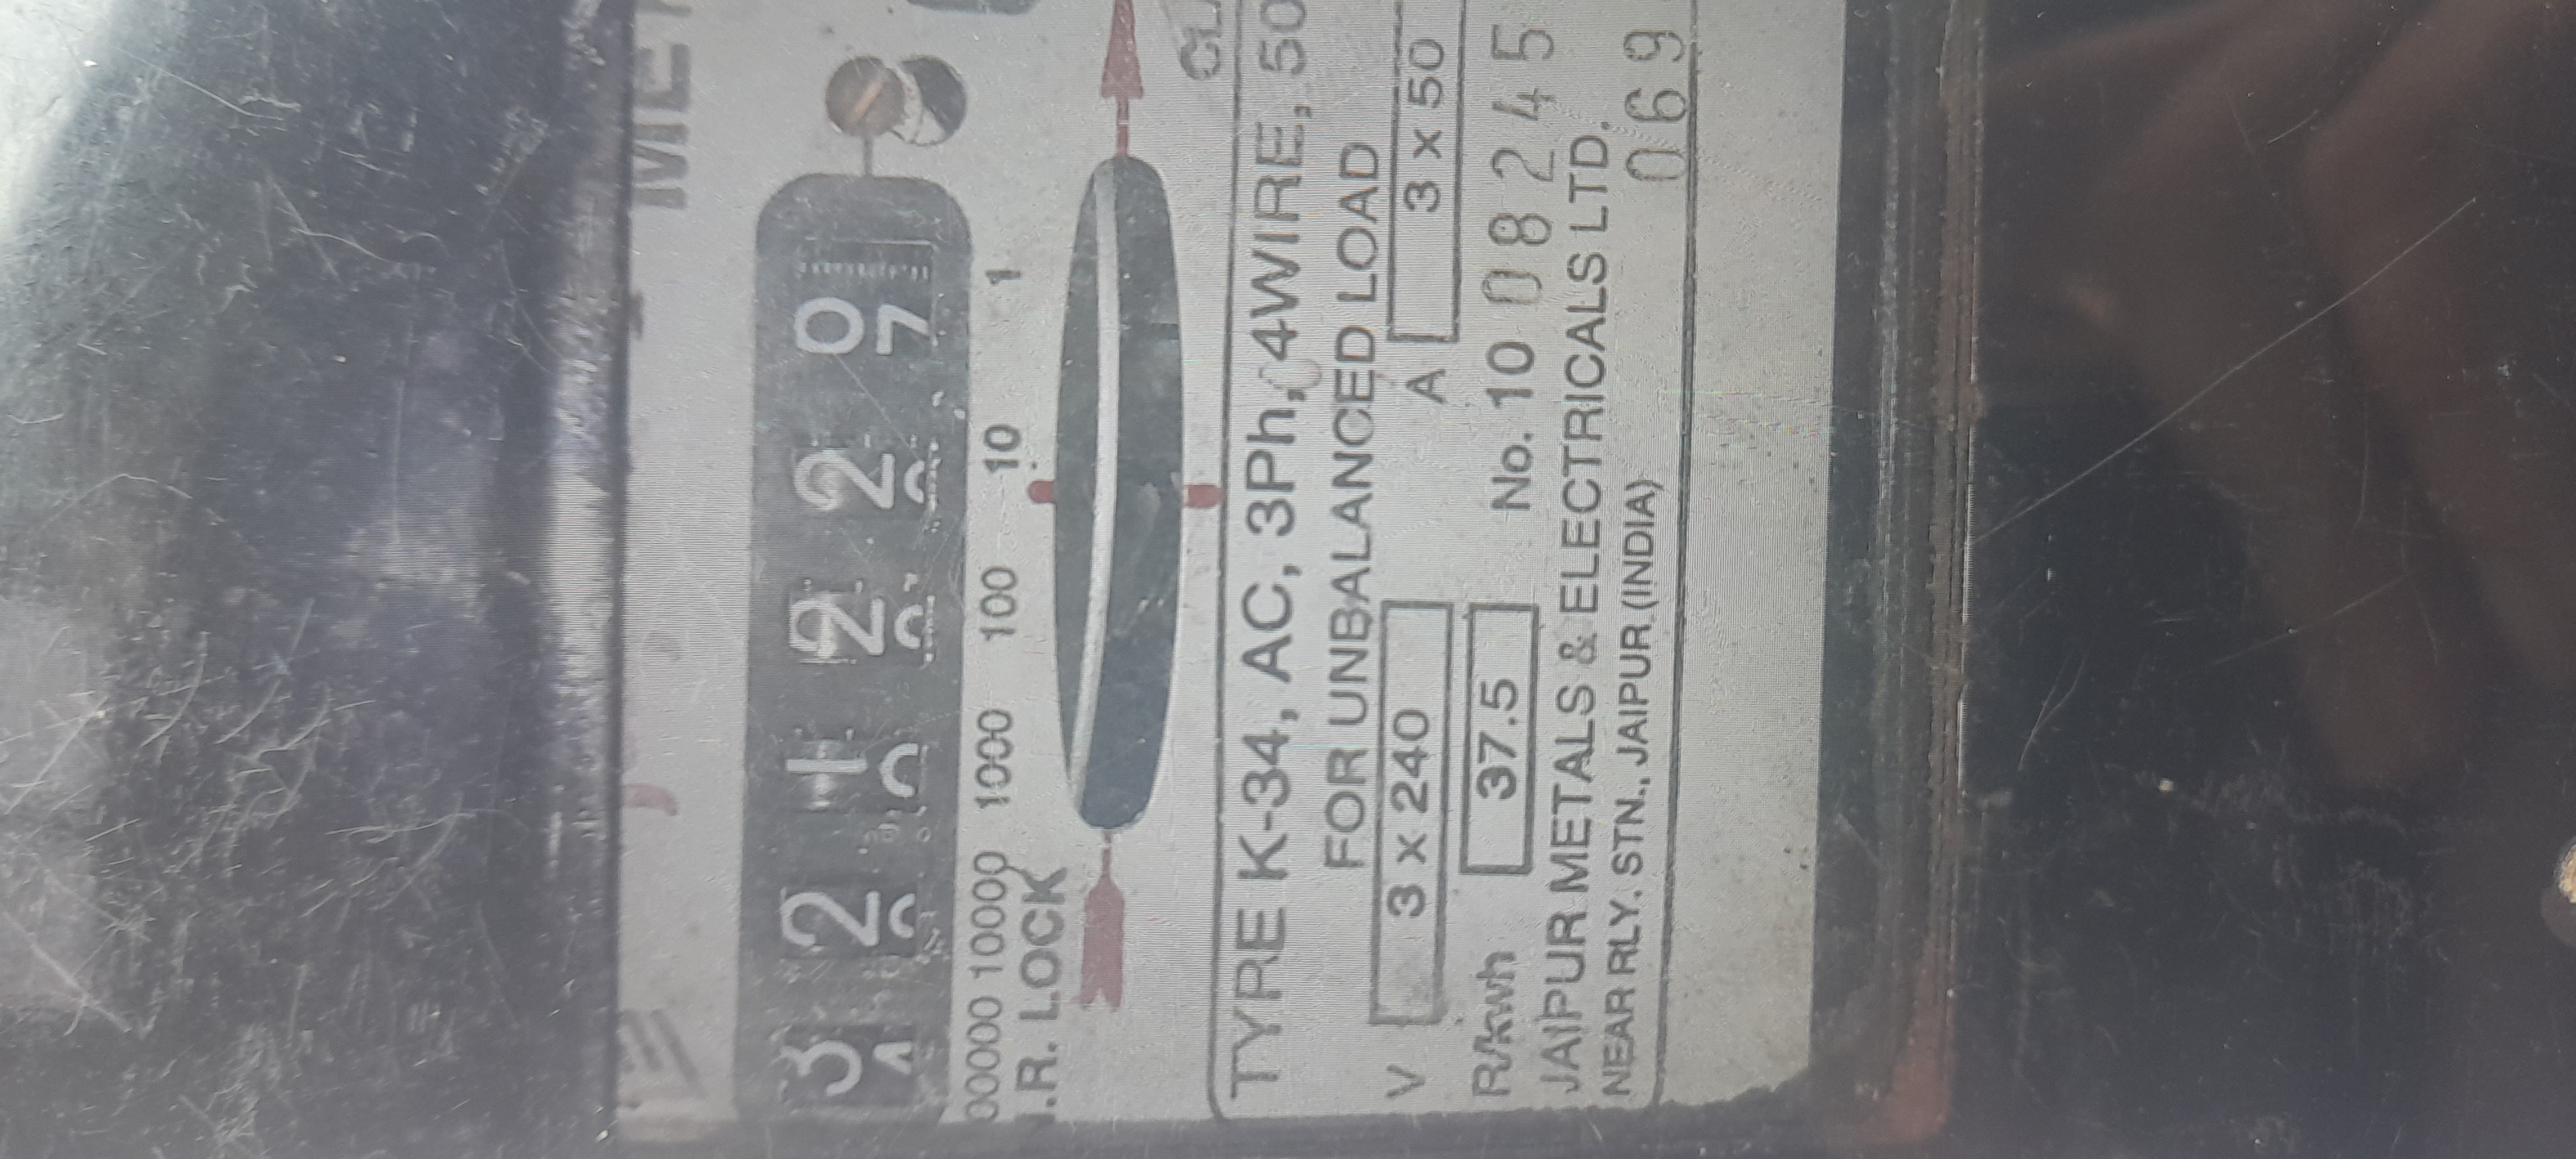 3 2 1 2 2 0
7
00000 10000 1000 100 10 1
.R. LOCK
TYPE K-34, AC, 3Ph, 4WIRE, 50
FOR UNBALANCED LOAD
V 3 x 240 A 3 x 50
R/kwh 37.5 No. 10 0 8 2 4 5
JAIPUR METALS & ELECTRICALS LTD.
NEAR RLY. STN., JAIPUR (INDIA) 0 6 9